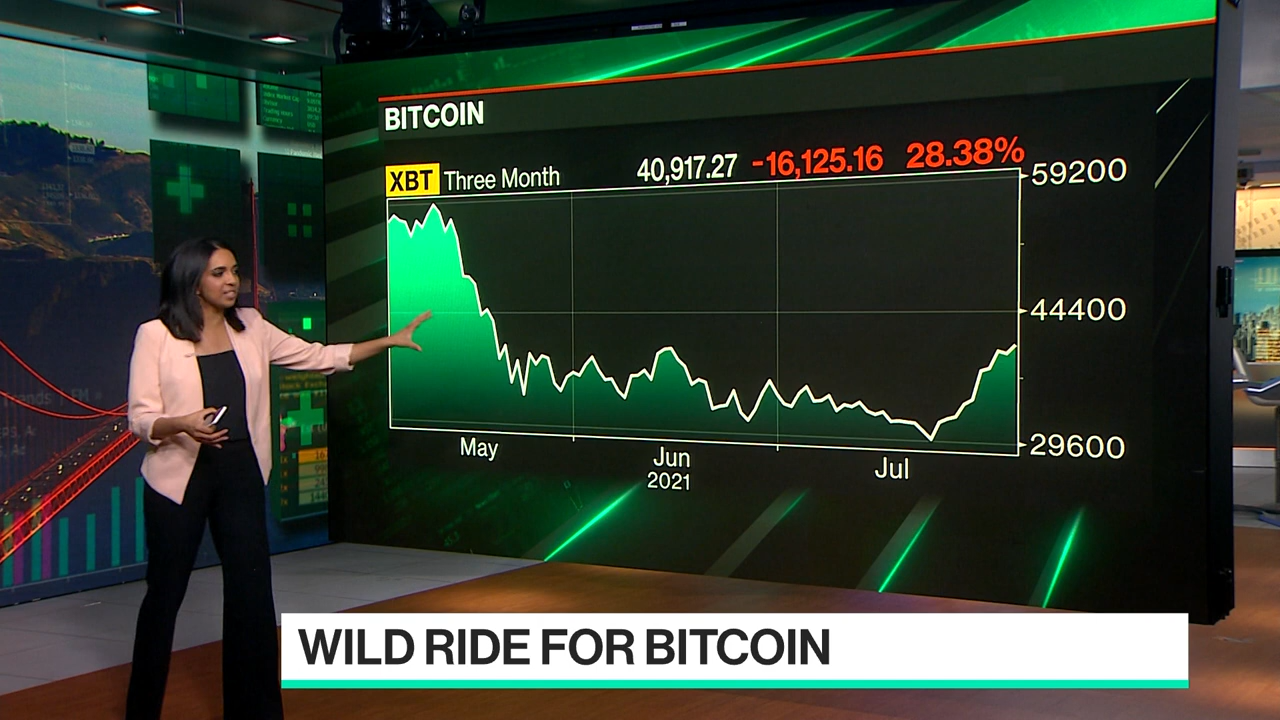 BITCOIN
XBT Three Month 40,917.27 -16,125.16 28.38%
59200
44400
29600
May Jun Jul
2021
WILD RIDE FOR BITCOIN